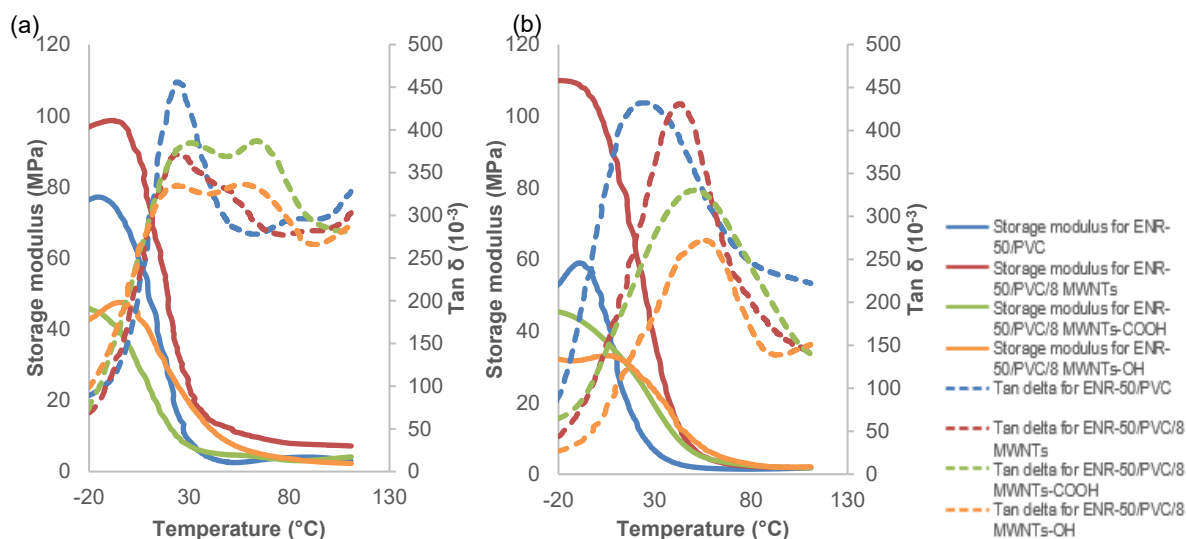 (a)
120
100
80
60
40
20
0
Storage modulus (MPa)
-20
30
80
130
Temperature (°C)
500
450
400
350
300
250
200
150
100
50
0
Tan δ (10-3)
(b)
120
100
80
60
40
20
0
Storage modulus (MPa)
-20
30
80
130
Temperature (°C)
500
450
400
350
300
250
200
150
100
50
0
Tan δ (10-3)
Storage modulus for ENR-
50/PVC
Storage modulus for ENR-
50/PVC/8 MWNTs
Storage modulus for ENR-
50/PVC/8 MWNTs-COOH
Storage modulus for ENR-
50/PVC/8 MWNTs-OH
Tan delta for ENR-50/PVC
Tan delta for ENR-50/PVC/8
MWNTs
Tan delta for ENR-50/PVC/8
MWNTs-COOH
Tan delta for ENR-50/PVC/8
MWNTs-OH